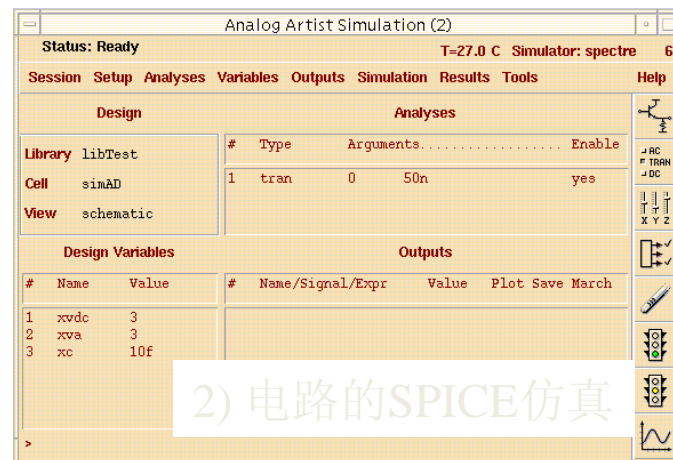 Analog Artist Simulation (2)
Status: Ready T=27.0 C Simulator: spectre 6
Session Setup Analyses Variables Outputs Simulation Results Tools Help
Design
Analyses
Library libTest
Cell simAD
View schematic
# Type Arguments................... Enable
1 tran 0 50n yes
Design Variables
Outputs
# Name Value
1 xvdc 3
2 xva 3
3 xc 10f
# Name/Signal/Expr Value Plot Save March
AC
TRAN
DC
X Y Z
2) 电路的SPICE仿真
>